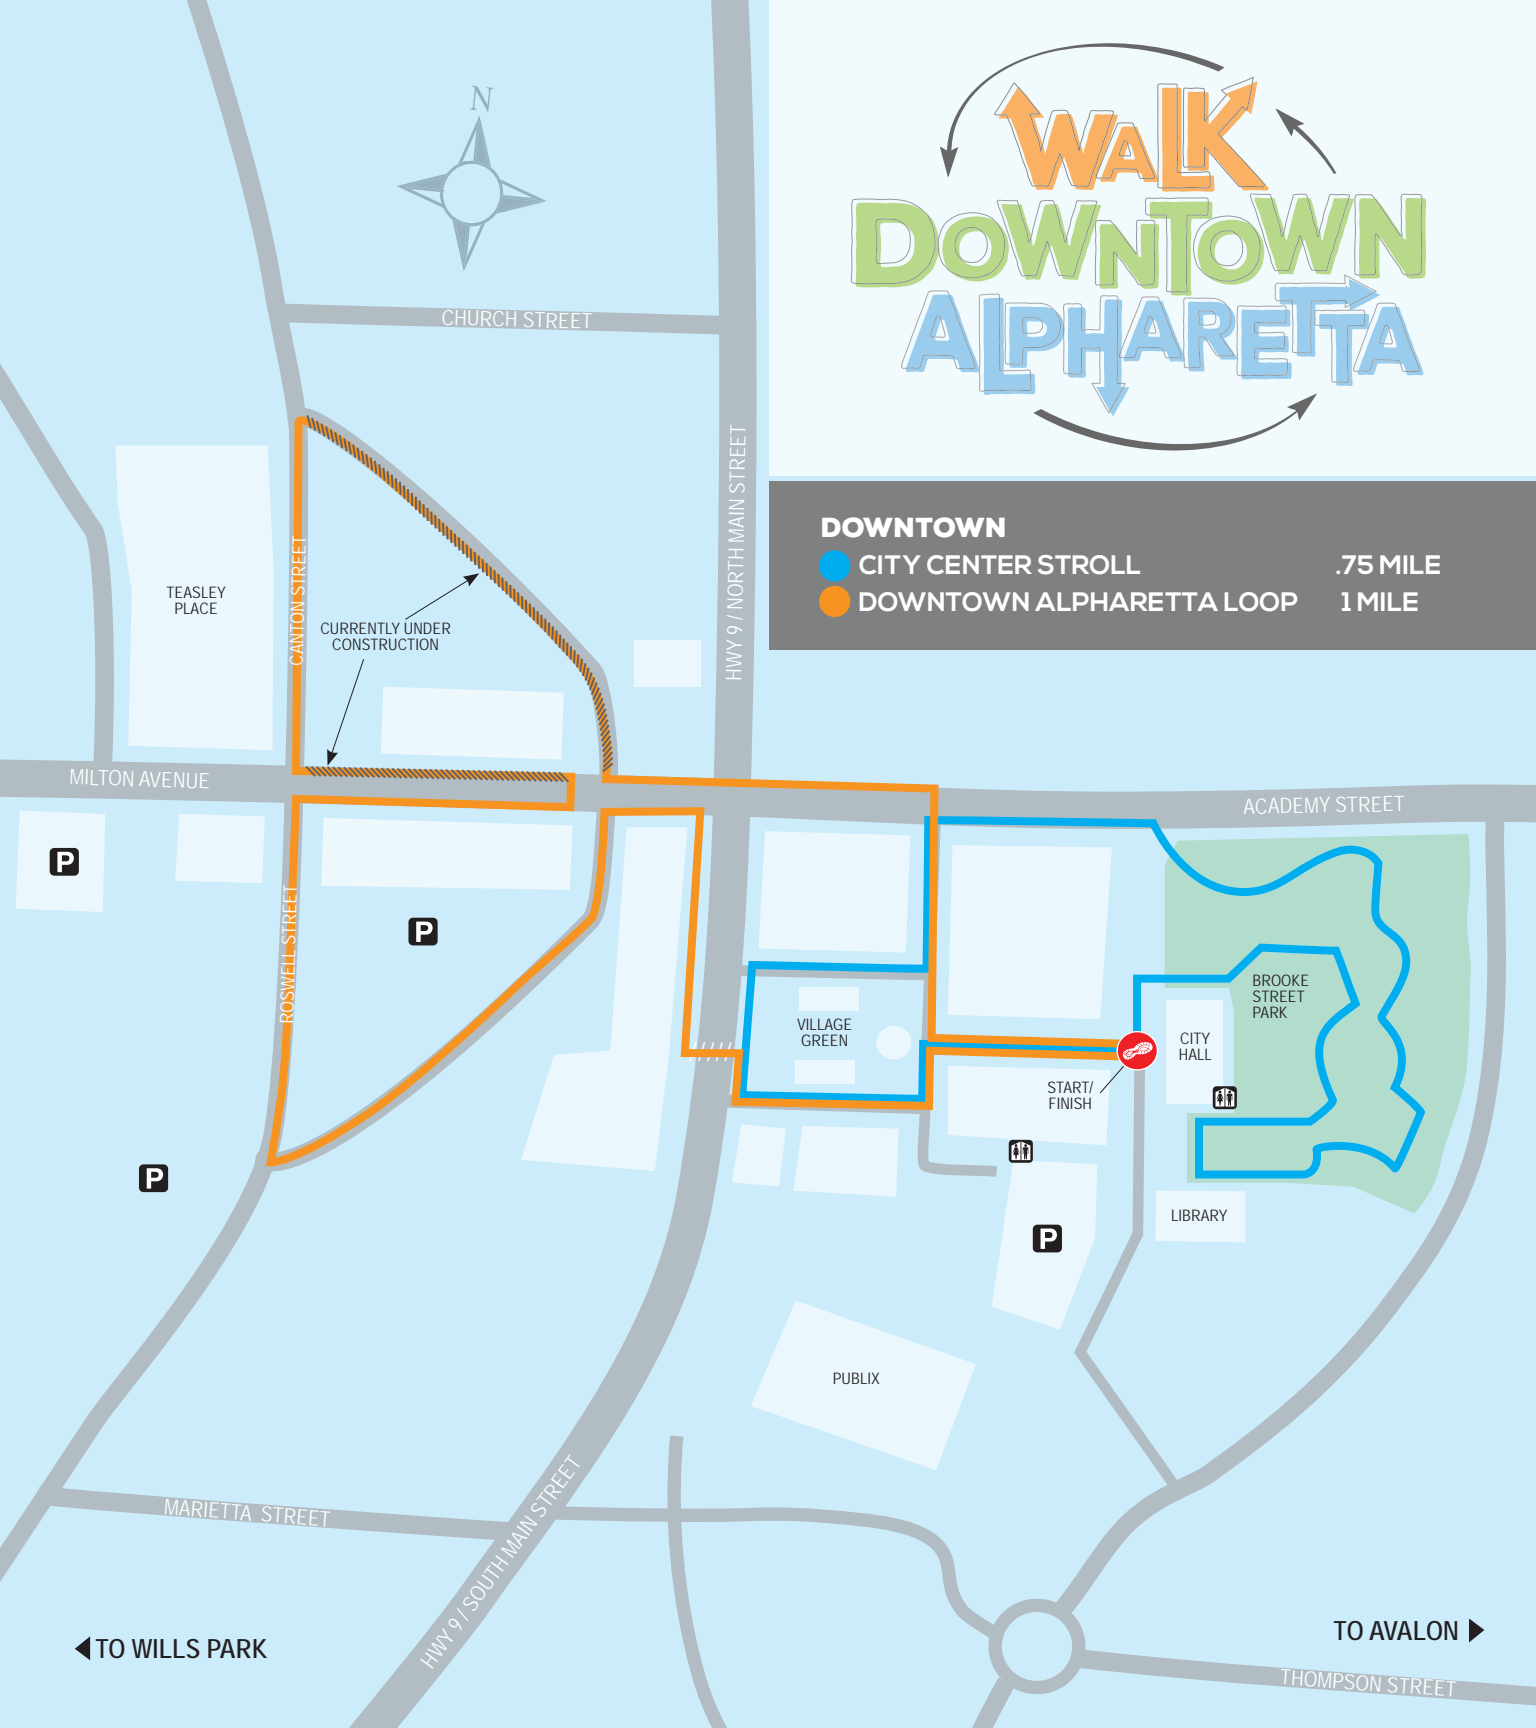 N
WALK
DOWNTOWN
ALPHARETTA
CHURCH STREET
HWY 9 / NORTH MAIN STREET
DOWNTOWN
CITY CENTER STROLL .75 MILE
DOWNTOWN ALPHARETTA LOOP 1 MILE
TEASLEY
PLACE
CANTON STREET
CURRENTLY UNDER
CONSTRUCTION
MILTON AVENUE
ACADEMY STREET
P
P
ROSWELL STREET
BROOKE
STREET
PARK
VILLAGE
GREEN
CITY
HALL
START/
FINISH
P
P
LIBRARY
PUBLIX
MARIETTA STREET
HWY 9 / SOUTH MAIN STREET
TO WILLS PARK
TO AVALON
THOMPSON STREET